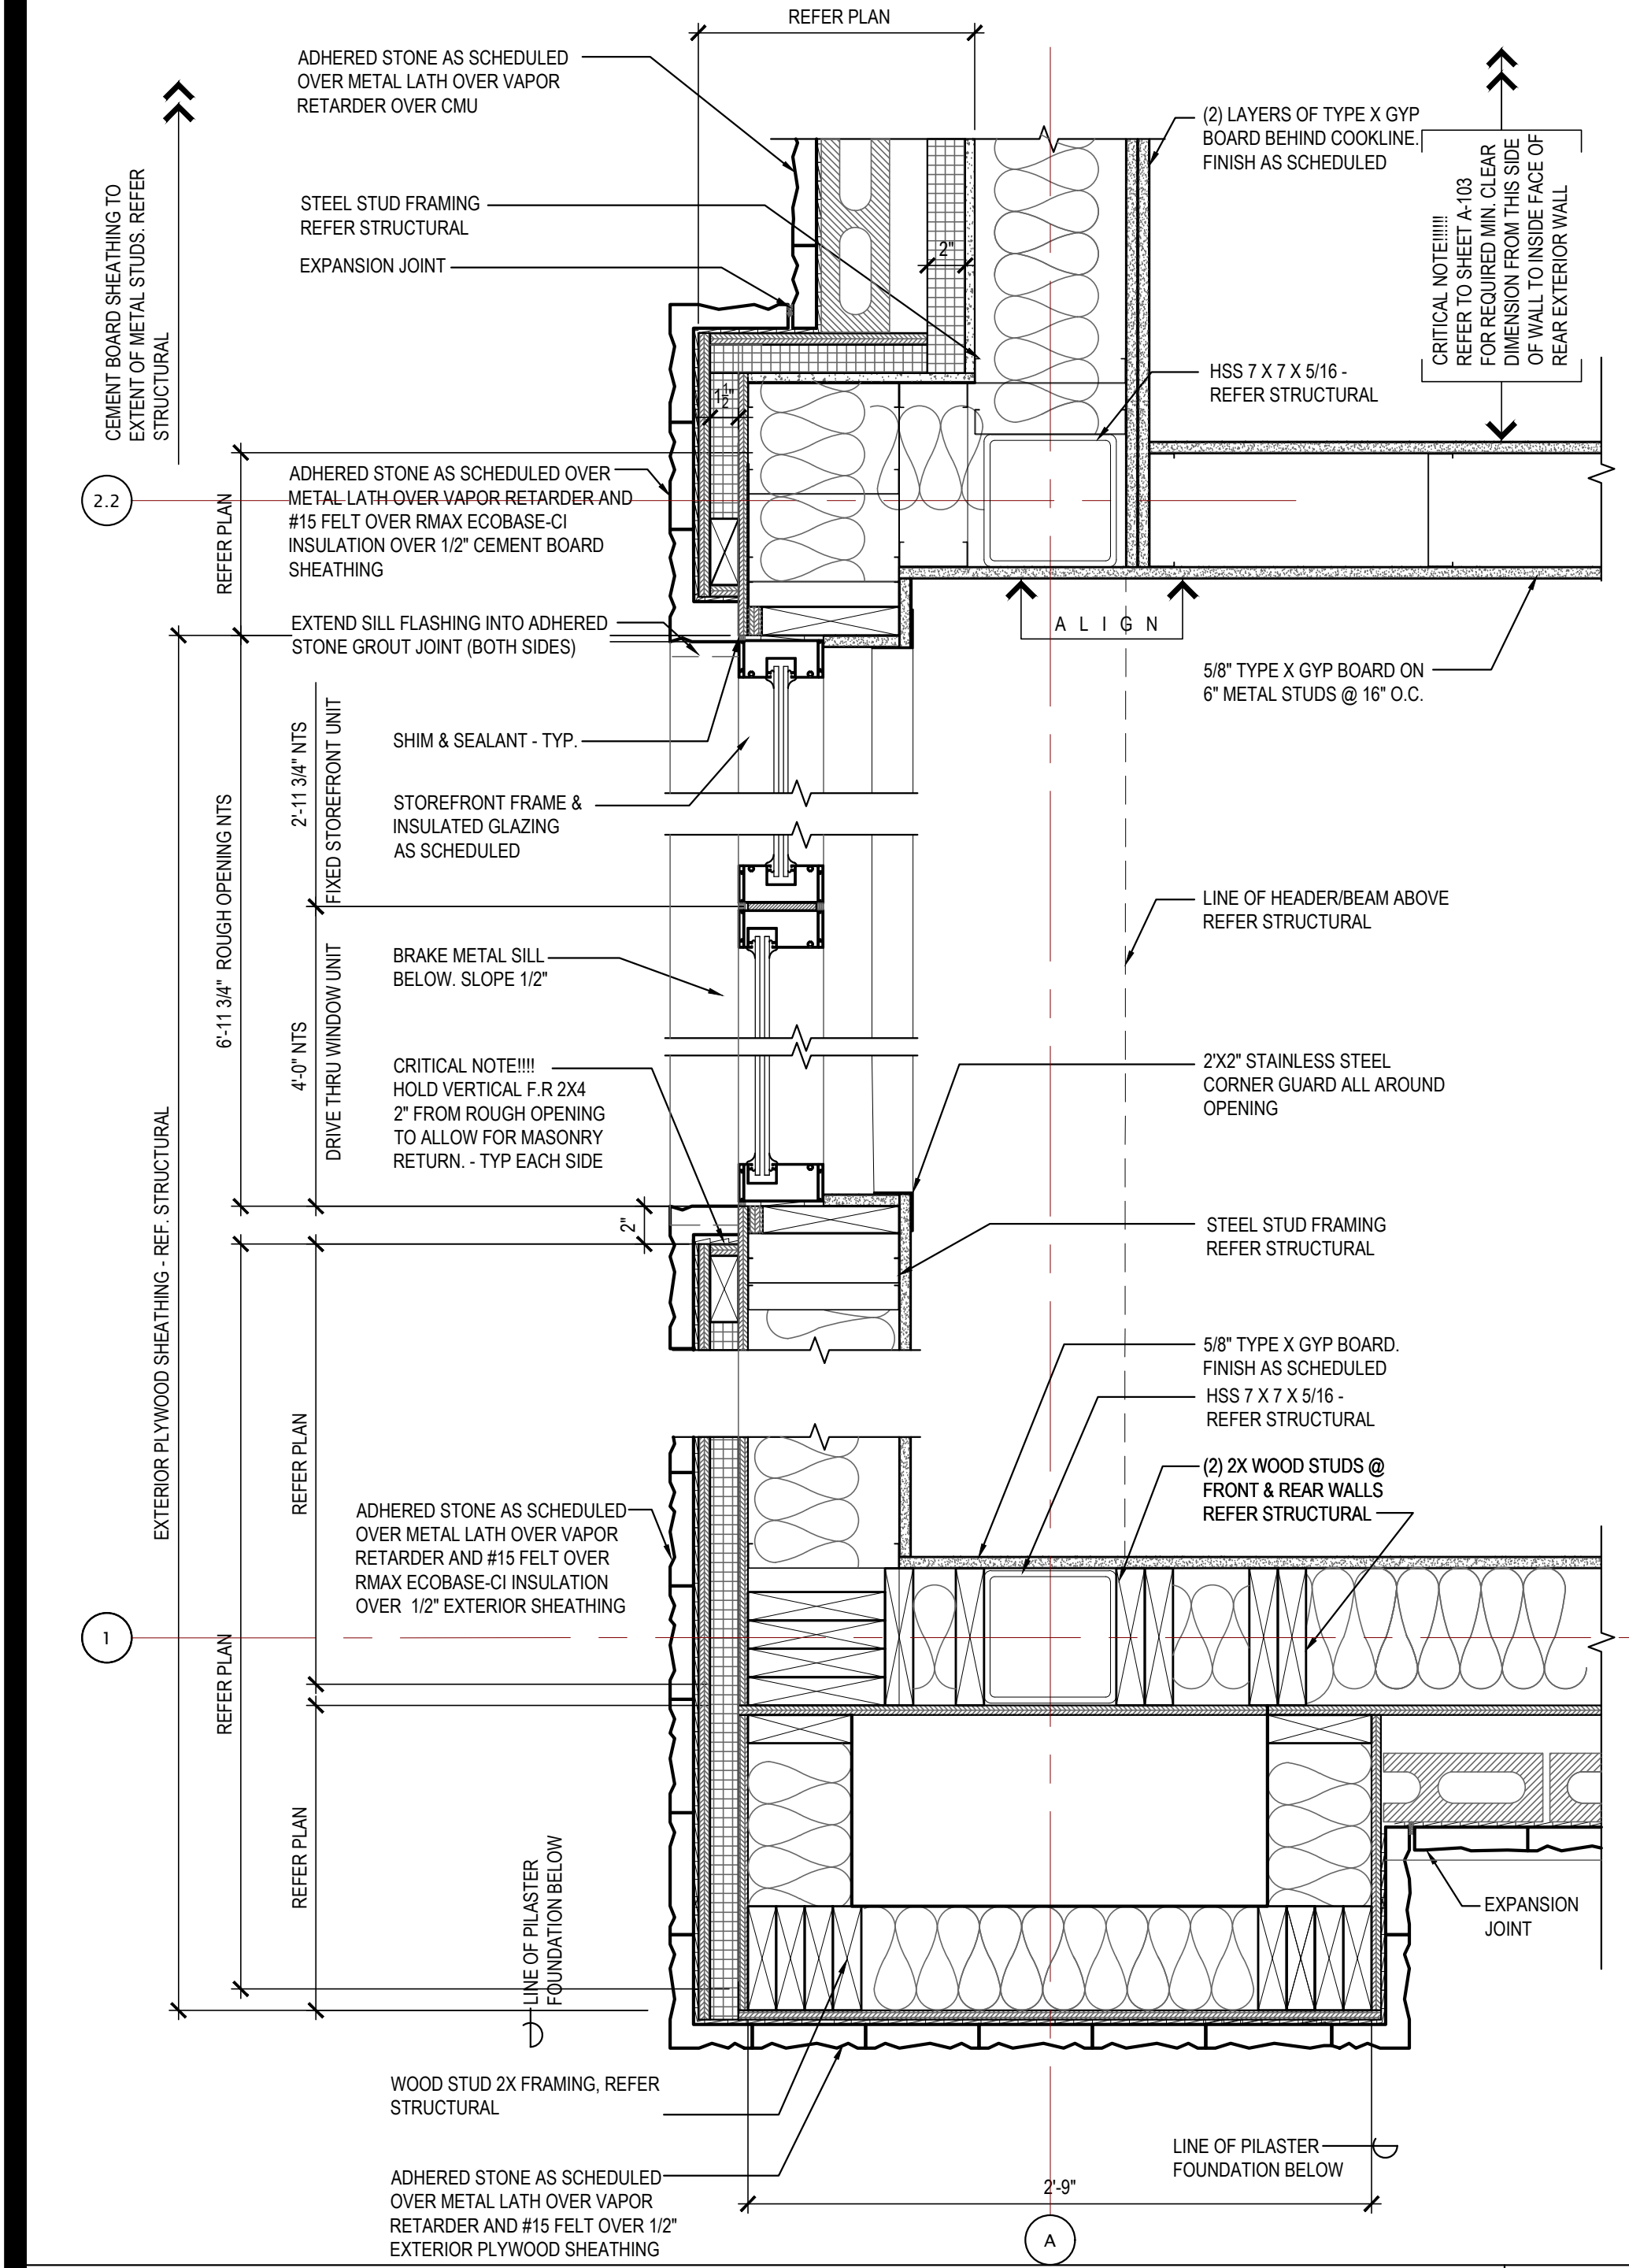 REFER PLAN
ADHERED STONE AS SCHEDULED
OVER METAL LATH OVER VAPOR
RETARDER OVER CMU
STEEL STUD FRAMING
REFER STRUCTURAL
EXPANSION JOINT
CEMENT BOARD SHEATHING TO
EXTENT OF METAL STUDS. REFER
STRUCTURAL
(2) LAYERS OF TYPE X GYP
BOARD BEHIND COOKLINE.
FINISH AS SCHEDULED
CRITICAL NOTE!!!!!
REFER TO SHEET A-103
FOR REQUIRED MIN. CLEAR
DIMENSION FROM THIS SIDE
OF WALL TO INSIDE FACE OF
REAR EXTERIOR WALL
2"
1 1/2"
HSS 7 X 7 X 5/16 -
REFER STRUCTURAL
2.2
REFER PLAN
ADHERED STONE AS SCHEDULED OVER
METAL LATH OVER VAPOR RETARDER AND
#15 FELT OVER RMAX ECOBASE-CI
INSULATION OVER 1/2" CEMENT BOARD
SHEATHING
EXTEND SILL FLASHING INTO ADHERED
STONE GROUT JOINT (BOTH SIDES)
ALIGN
5/8" TYPE X GYP BOARD ON
6" METAL STUDS @ 16" O.C.
2'-11 3/4" NTS
FIXED STOREFRONT UNIT
6'-11 3/4" ROUGH OPENING NTS
SHIM & SEALANT - TYP.
STOREFRONT FRAME &
INSULATED GLAZING
AS SCHEDULED
LINE OF HEADER/BEAM ABOVE
REFER STRUCTURAL
BRAKE METAL SILL
BELOW. SLOPE 1/2"
4'-0" NTS
DRIVE THRU WINDOW UNIT
CRITICAL NOTE!!!!
HOLD VERTICAL F.R 2X4
2" FROM ROUGH OPENING
TO ALLOW FOR MASONRY
RETURN. - TYP EACH SIDE
2'X2" STAINLESS STEEL
CORNER GUARD ALL AROUND
OPENING
EXTERIOR PLYWOOD SHEATHING - REF. STRUCTURAL
2"
STEEL STUD FRAMING
REFER STRUCTURAL
5/8" TYPE X GYP BOARD.
FINISH AS SCHEDULED
HSS 7 X 7 X 5/16 -
REFER STRUCTURAL
(2) 2X WOOD STUDS @
FRONT & REAR WALLS
REFER STRUCTURAL
REFER PLAN
ADHERED STONE AS SCHEDULED
OVER METAL LATH OVER VAPOR
RETARDER AND #15 FELT OVER
RMAX ECOBASE-CI INSULATION
OVER 1/2" EXTERIOR SHEATHING
1
REFER PLAN
REFER PLAN
LINE OF PILASTER
FOUNDATION BELOW
EXPANSION
JOINT
WOOD STUD 2X FRAMING, REFER
STRUCTURAL
LINE OF PILASTER
FOUNDATION BELOW
ADHERED STONE AS SCHEDULED
OVER METAL LATH OVER VAPOR
RETARDER AND #15 FELT OVER 1/2"
EXTERIOR PLYWOOD SHEATHING
2'-9"
A